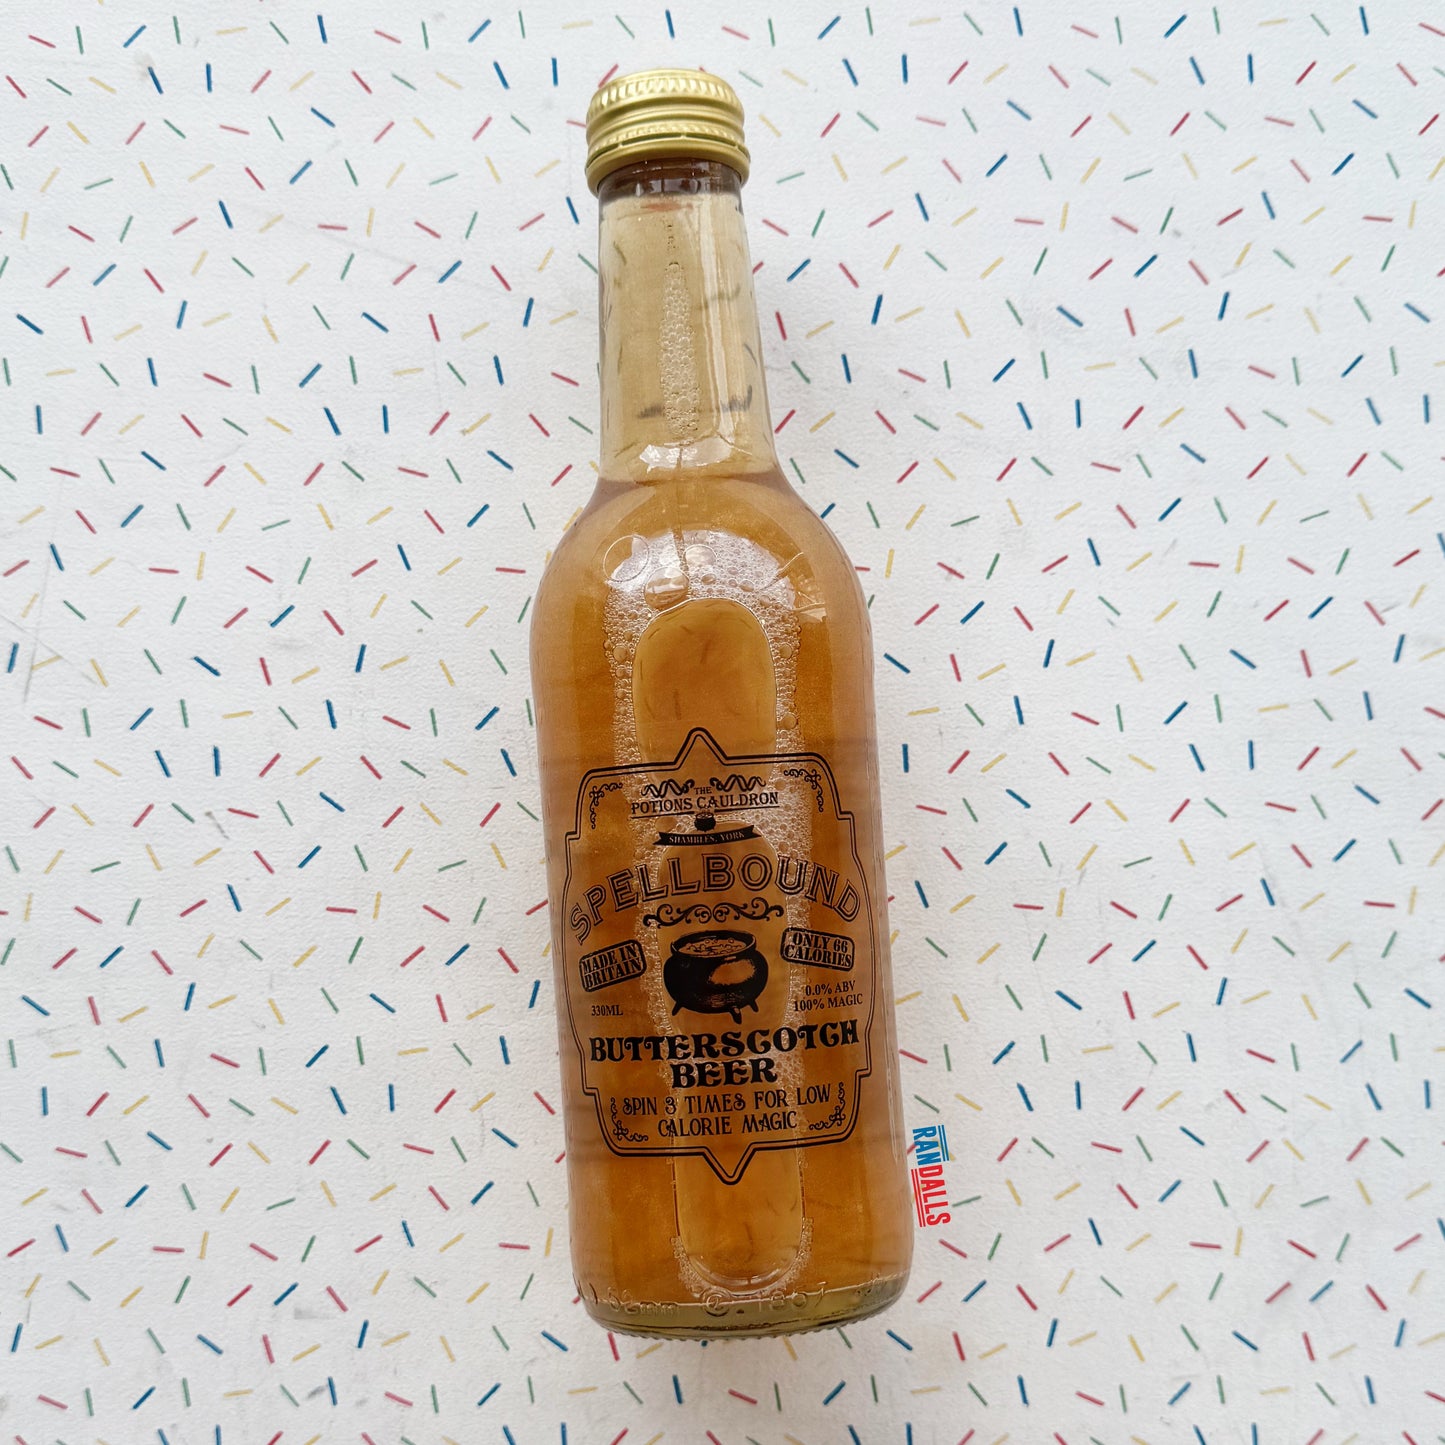 THE
POTIONS CAULDRON
SHAMBLES, YORK
SPELLBOUND
MADE IN
BRITAIN
ONLY 66
CALORIES
330ML
0.0% ABV
100% MAGIC
BUTTERSCOTCH
BEER
SPIN 3 TIMES FOR LOW
CALORIE MAGIC
RANDALLS